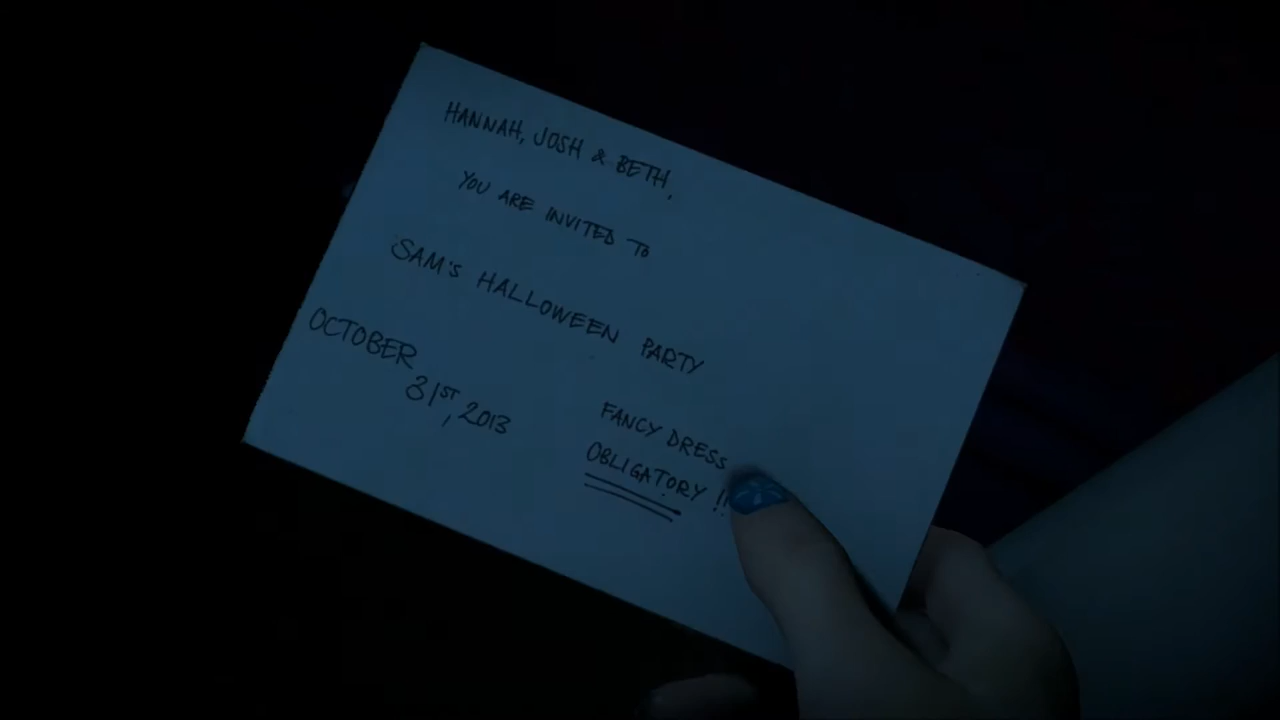 HANNAH, JOSH & BETH,
YOU ARE INVITED TO
SAM'S HALLOWEEN PARTY
OCTOBER
31ST, 2013
FANCY DRESS
OBLIGATORY !!